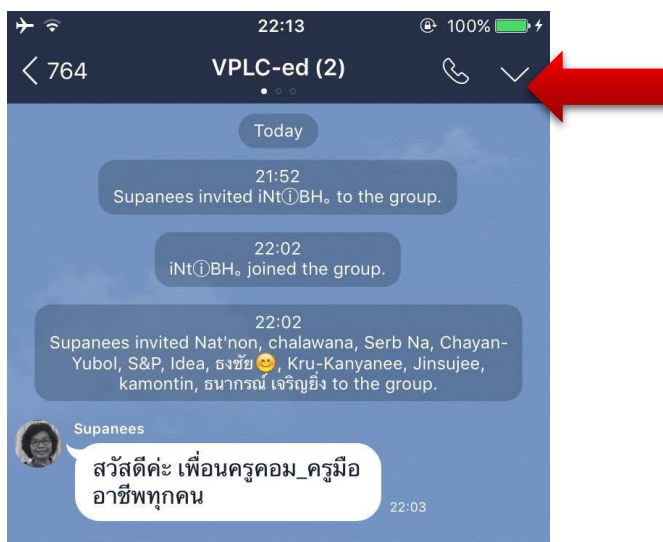 22:13
100%
764
VPLC-ed (2)
Today
21:52
Supanees invited iNtⓘBH。 to the group.
22:02
iNtⓘBH。 joined the group.
22:02
Supanees invited Nat'non, chalawana, Serb Na, Chayan-
Yubol, S&P, Idea, ธงชัย😊, Kru-Kanyanee, Jinsujee,
kamontin, ธนากรณ์ เจริญยิ่ง to the group.
Supanees
สวัสดีค่ะ เพื่อนครูคอม_ครูมือ
อาชีพทุกคน
22:03